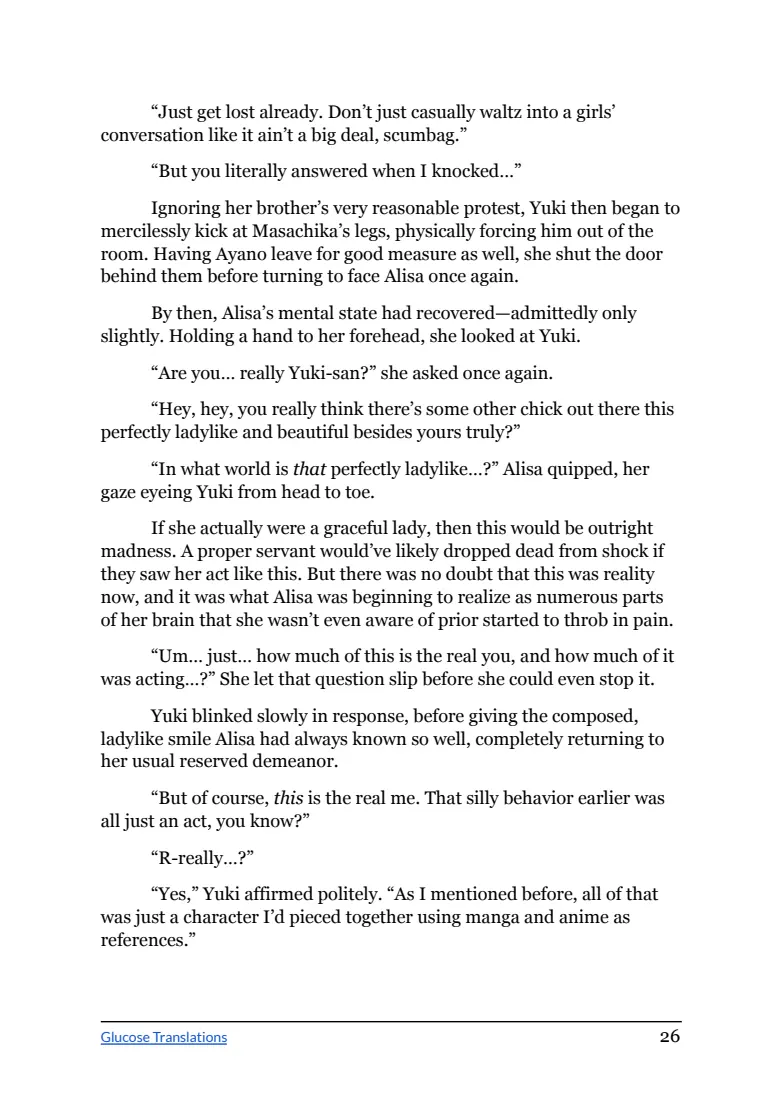 “Just get lost already. Don’t just casually waltz into a girls’
conversation like it ain’t a big deal, scumbag.”
“But you literally answered when I knocked…”
Ignoring her brother’s very reasonable protest, Yuki then began to
mercilessly kick at Masachika’s legs, physically forcing him out of the
room. Having Ayano leave for good measure as well, she shut the door
behind them before turning to face Alisa once again.
By then, Alisa’s mental state had recovered—admittedly only
slightly. Holding a hand to her forehead, she looked at Yuki.
“Are you… really Yuki-san?” she asked once again.
“Hey, hey, you really think there’s some other chick out there this
perfectly ladylike and beautiful besides yours truly?”
“In what world is that perfectly ladylike…?” Alisa quipped, her
gaze eyeing Yuki from head to toe.
If she actually were a graceful lady, then this would be outright
madness. A proper servant would’ve likely dropped dead from shock if
they saw her act like this. But there was no doubt that this was reality
now, and it was what Alisa was beginning to realize as numerous parts
of her brain that she wasn’t even aware of prior started to throb in pain.
“Um… just… how much of this is the real you, and how much of it
was acting…?” She let that question slip before she could even stop it.
Yuki blinked slowly in response, before giving the composed,
ladylike smile Alisa had always known so well, completely returning to
her usual reserved demeanor.
“But of course, this is the real me. That silly behavior earlier was
all just an act, you know?”
“R-really…?”
“Yes,” Yuki affirmed politely. “As I mentioned before, all of that
was just a character I’d pieced together using manga and anime as
references.”
Glucose Translations
26